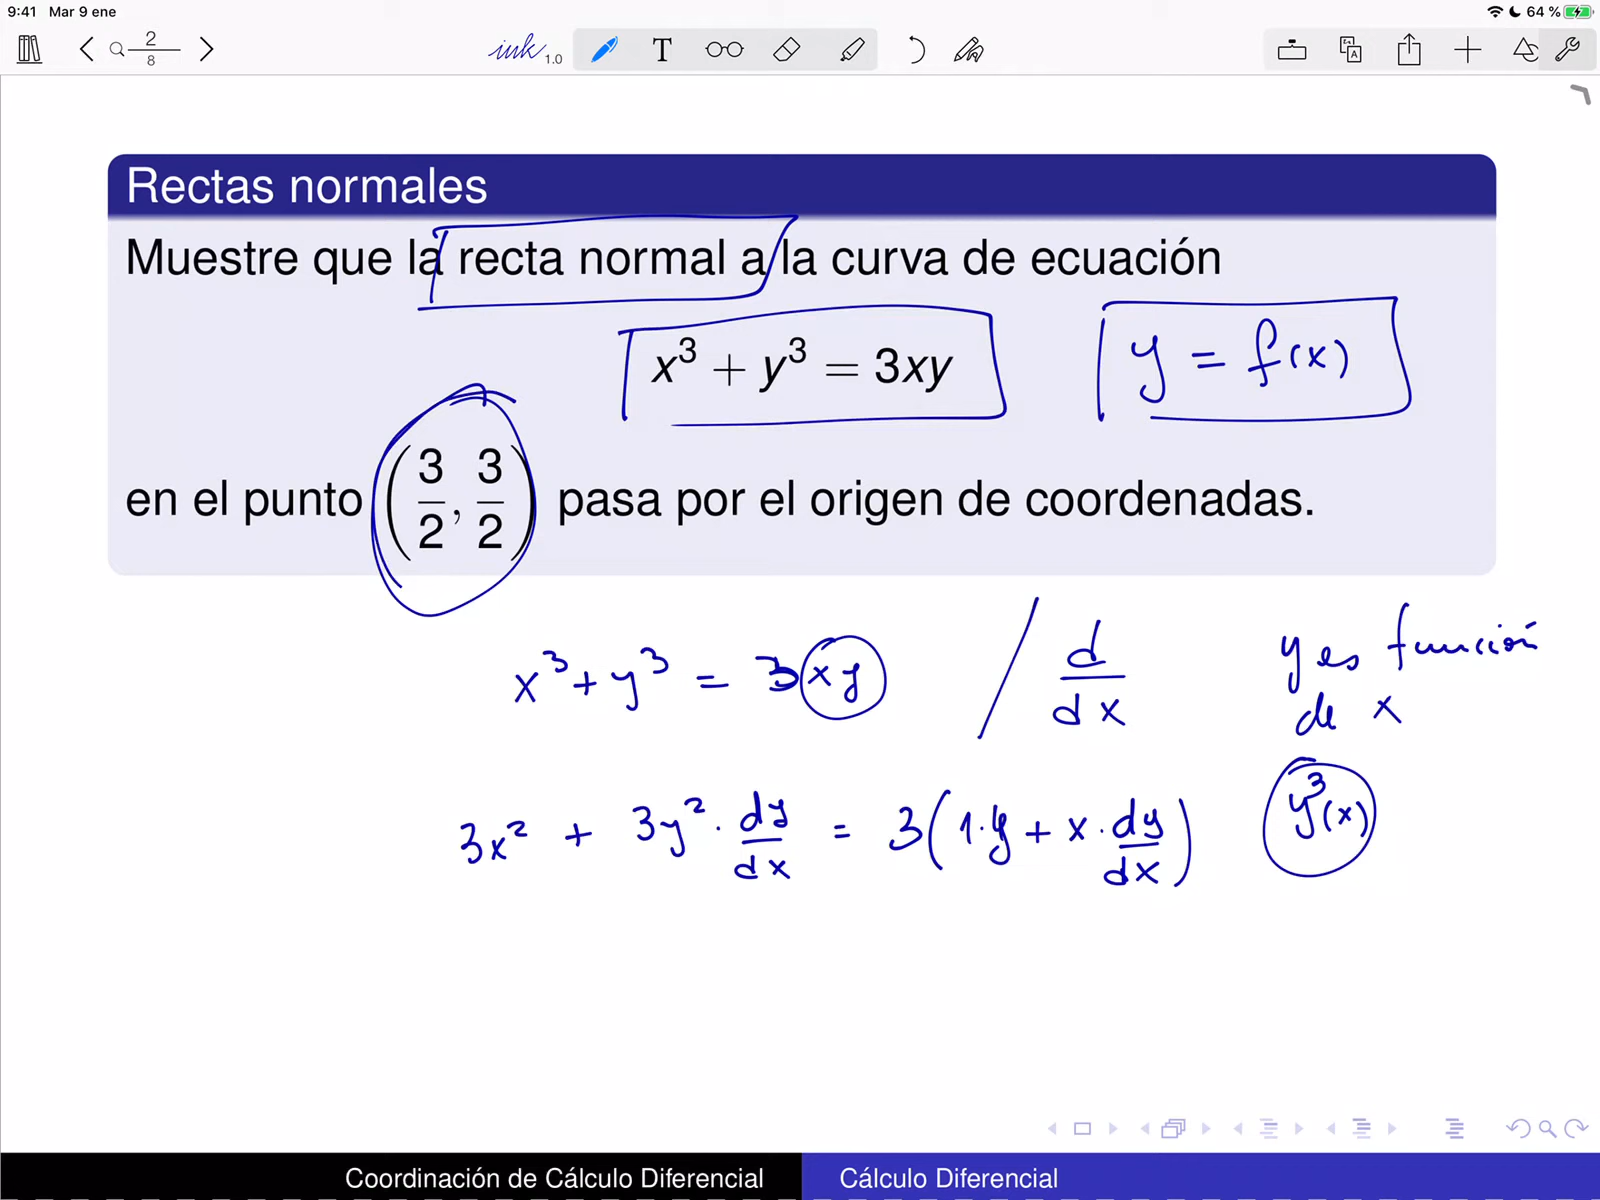 9:41 Mar 9 ene
64 %
2
8
ink 1.0
T
A
Rectas normales
Muestre que la recta normal a la curva de ecuación
x³ + y³ = 3xy
y = f(x)
en el punto (3/2, 3/2) pasa por el origen de coordenadas.
x³ + y³ = 3xy / d/dx
y es función
de x
3x² + 3y² · dy/dx = 3(1·y + x · dy/dx)
y³(x)
Coordinación de Cálculo Diferencial
Cálculo Diferencial